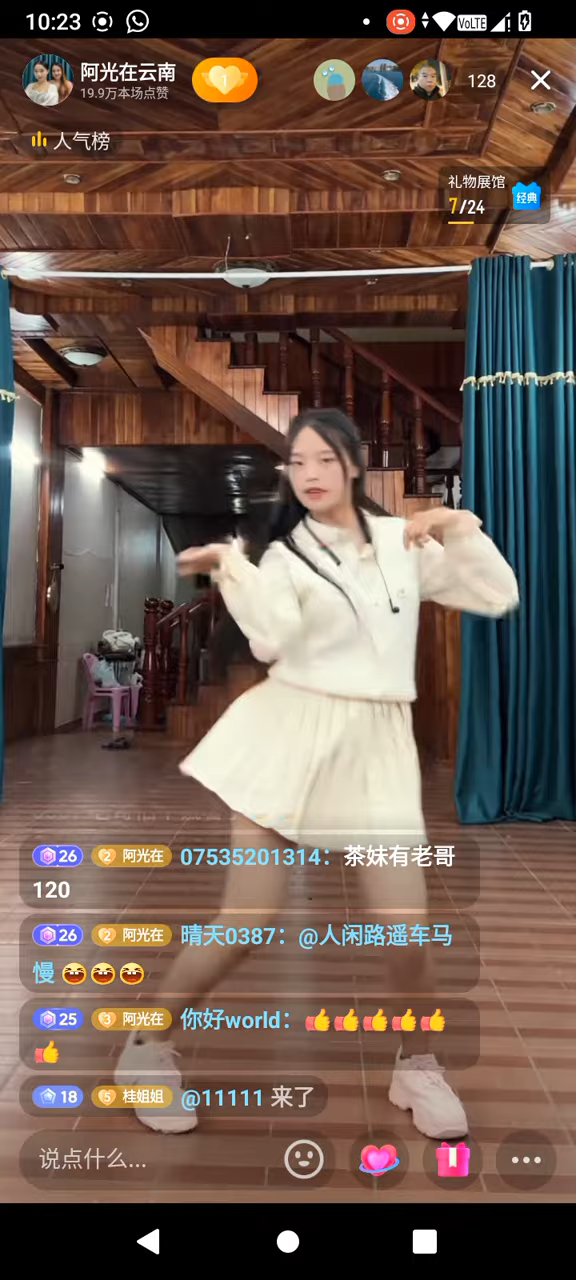 10:23
VoLTE
阿光在云南
19.9万本场点赞
1
128
人气榜
礼物展馆
7/24
经典
26 2 阿光在 07535201314：茶妹有老哥
120
26 2 阿光在 晴天0387：@人闲路遥车马
慢 😆😆😆
25 3 阿光在 你好world：👍👍👍👍👍
👍
18 5 桂姐姐 @11111 来了
说点什么...